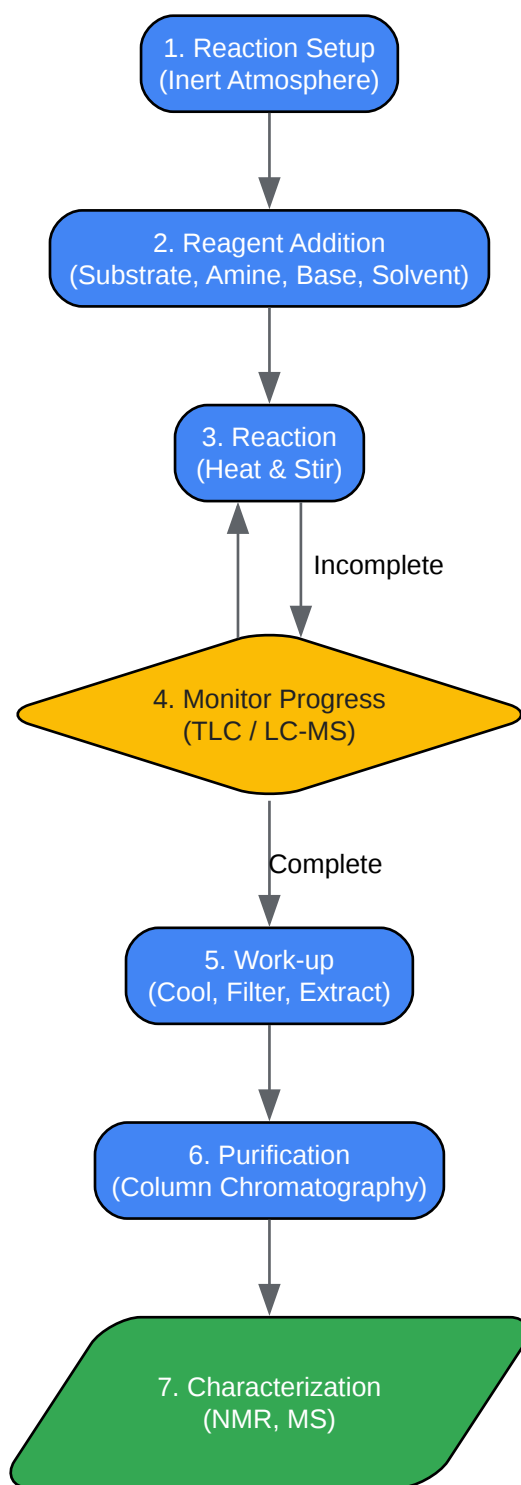 1. Reaction Setup
(Inert Atmosphere)
2. Reagent Addition
(Substrate, Amine, Base, Solvent)
3. Reaction
(Heat & Stir)
Incomplete
4. Monitor Progress
(TLC / LC-MS)
Complete
5. Work-up
(Cool, Filter, Extract)
6. Purification
(Column Chromatography)
7. Characterization
(NMR, MS)